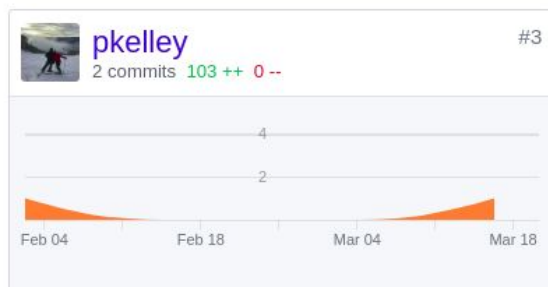 pkelley
#3
2 commits 103 ++ 0 --
4
2
Feb 04 Feb 18 Mar 04 Mar 18